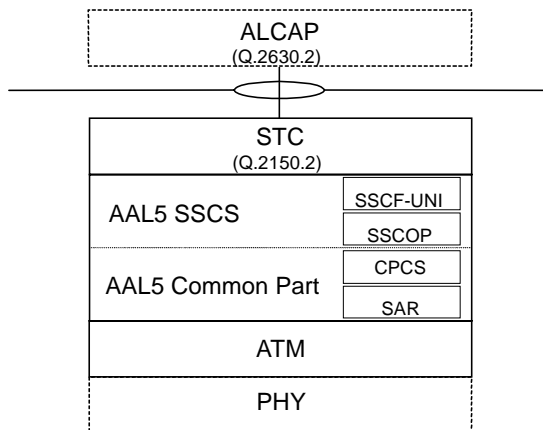 ALCAP
(Q.2630.2)
STC
(Q.2150.2)
AAL5 SSCS
SSCF-UNI
SSCOP
AAL5 Common Part
CPCS
SAR
ATM
PHY